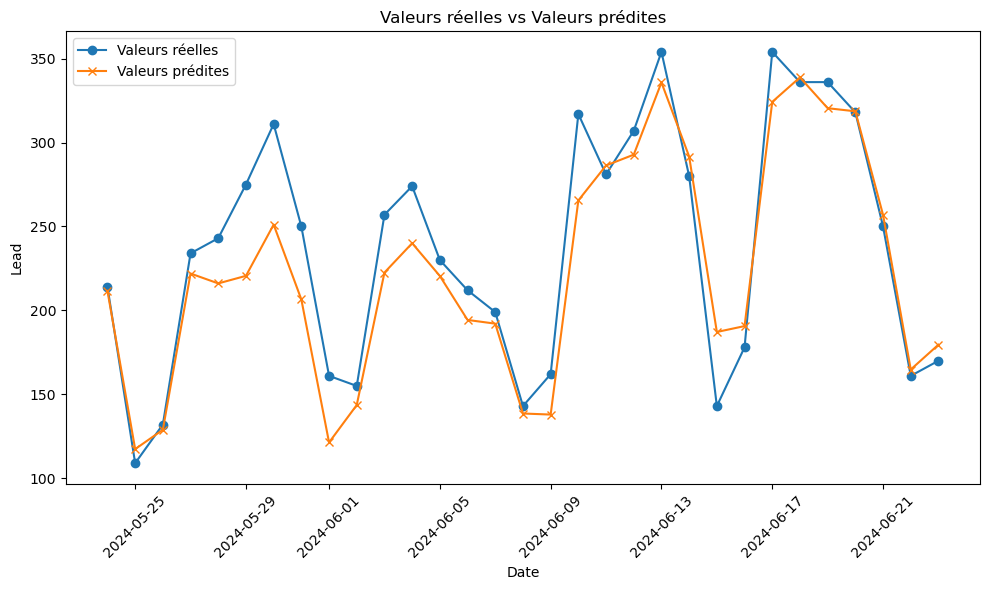 Valeurs réelles vs Valeurs prédites
Valeurs réelles
Valeurs prédites
350
300
250
200
150
100
Lead
2024-05-25
2024-05-29
2024-06-01
2024-06-05
2024-06-09
2024-06-13
2024-06-17
2024-06-21
Date